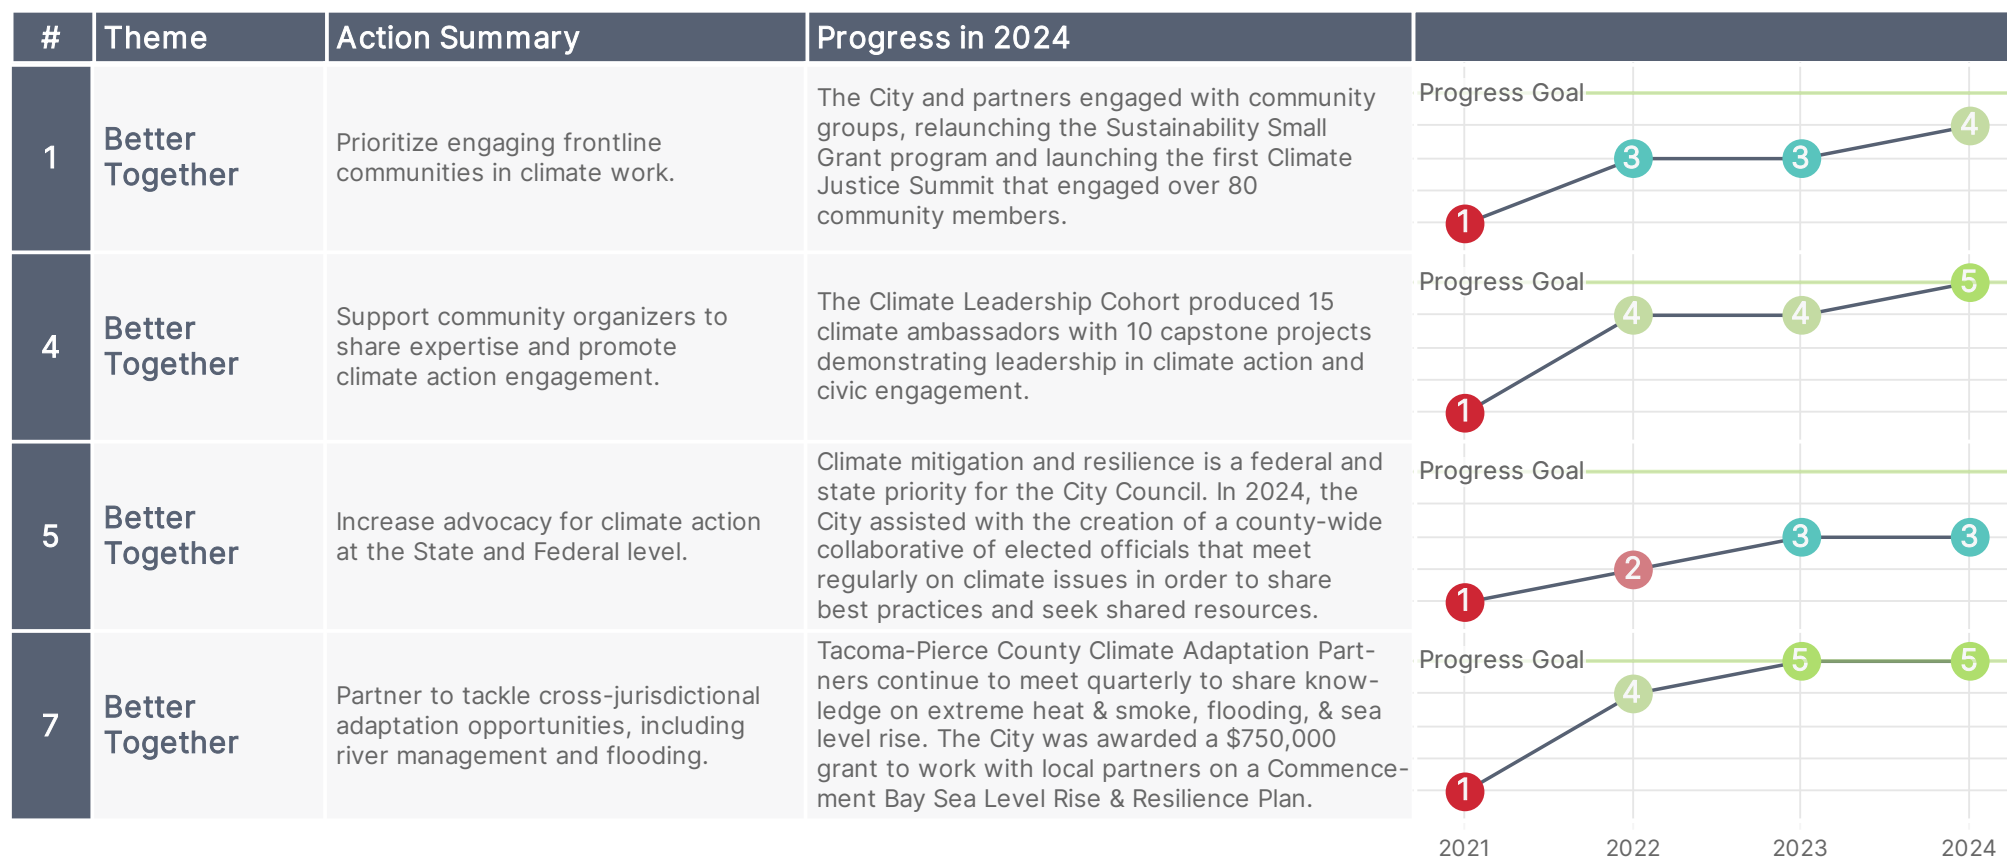 # Theme Action Summary Progress in 2024
1
Better
Together
Prioritize engaging frontline
communities in climate work.
The City and partners engaged with community
groups, relaunching the Sustainability Small
Grant program and launching the first Climate
Justice Summit that engaged over 80
community members.
Progress Goal
1 3 3 4
4
Better
Together
Support community organizers to
share expertise and promote
climate action engagement.
The Climate Leadership Cohort produced 15
climate ambassadors with 10 capstone projects
demonstrating leadership in climate action and
civic engagement.
Progress Goal
1 4 4 5
5
Better
Together
Increase advocacy for climate action
at the State and Federal level.
Climate mitigation and resilience is a federal and
state priority for the City Council. In 2024, the
City assisted with the creation of a county-wide
collaborative of elected officials that meet
regularly on climate issues in order to share
best practices and seek shared resources.
Progress Goal
1 2 3 3
7
Better
Together
Partner to tackle cross-jurisdictional
adaptation opportunities, including
river management and flooding.
Tacoma-Pierce County Climate Adaptation Part-
ners continue to meet quarterly to share know-
ledge on extreme heat & smoke, flooding, & sea
level rise. The City was awarded a $750,000
grant to work with local partners on a Commence-
ment Bay Sea Level Rise & Resilience Plan.
Progress Goal
1 4 5 5
2021 2022 2023 2024